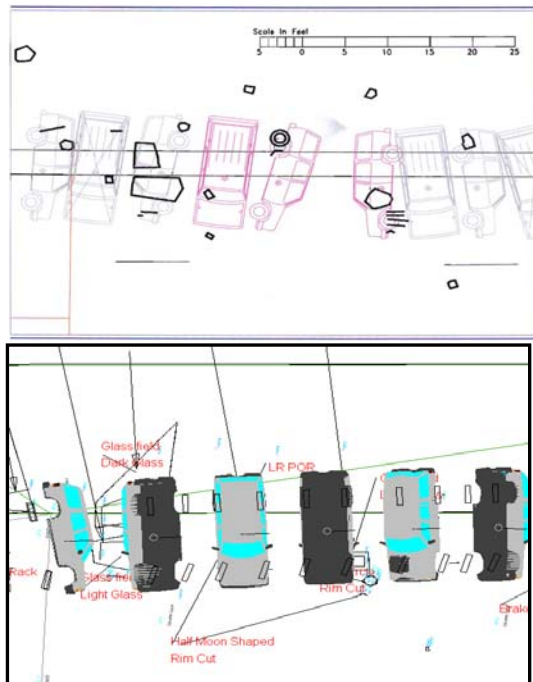 Scale In Feet
5 0 5 10 15 20 25
Glass field
Dark Glass
LR POR
Rack
Glass field
Light Glass
Rim Cut
Half Moon Shaped
Rim Cut